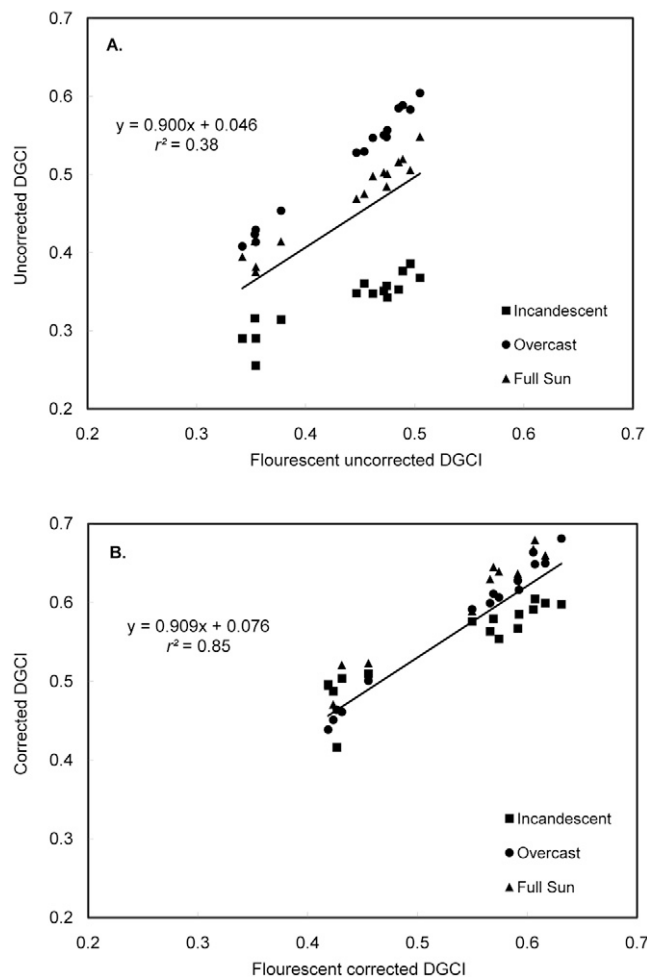 0.7
A.
0.6
y = 0.900x + 0.046
r² = 0.38
0.5
Uncorrected DGCI
0.4
Incandescent
0.3
Overcast
Full Sun
0.2
0.2 0.3 0.4 0.5 0.6 0.7
Flourescent uncorrected DGCI
0.7
B.
0.6
y = 0.909x + 0.076
r² = 0.85
0.5
Corrected DGCI
0.4
Incandescent
0.3
Overcast
Full Sun
0.2
0.2 0.3 0.4 0.5 0.6 0.7
Flourescent corrected DGCI